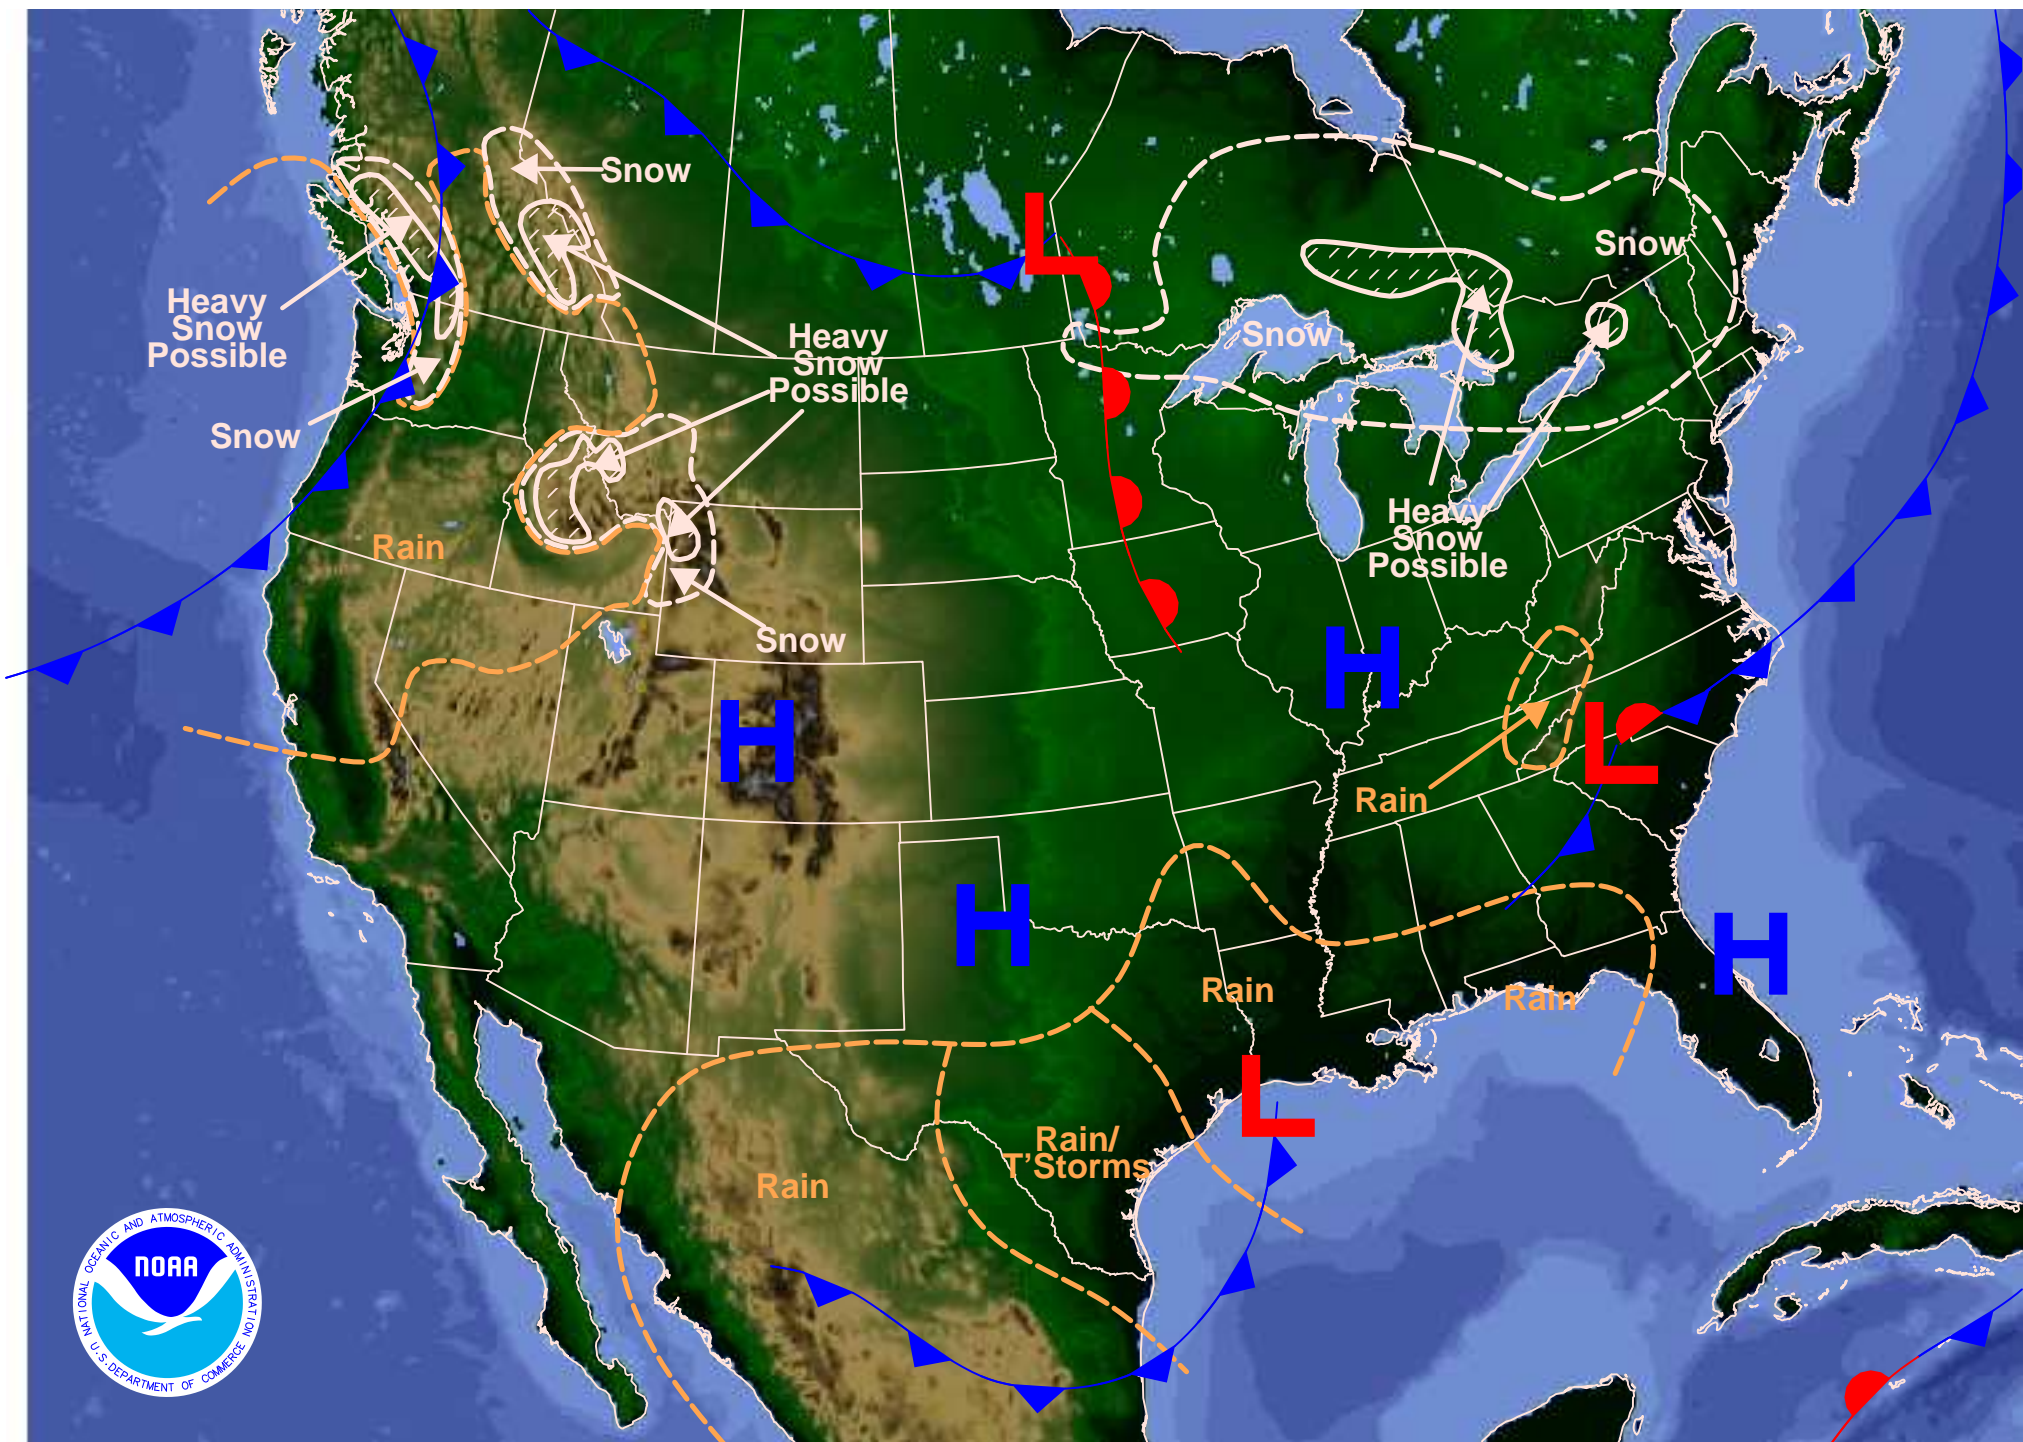 Snow
L
Snow
Heavy
Snow
Possible
Heavy
Snow
Possible
Snow
Snow
Heavy
Snow
Possible
Rain
Snow
H
H
L
Rain
H
H
Rain
Rain
L
Rain/
T'Storms
Rain
NATIONAL OCEANIC AND ATMOSPHERIC ADMINISTRATION
NOAA
U.S. DEPARTMENT OF COMMERCE